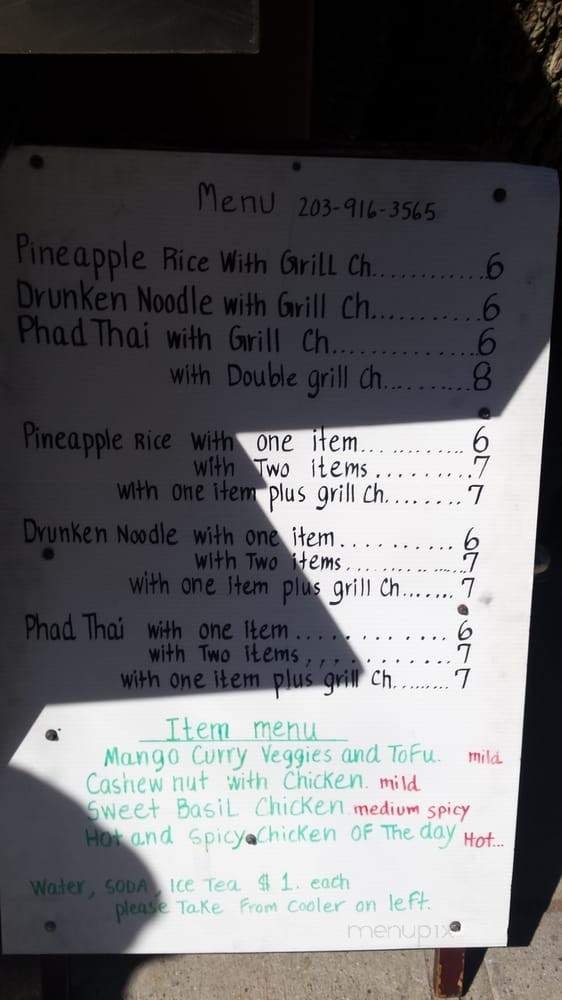 Menu 203-916-3565
Pineapple Rice With Grill Ch............6
Drunken Noodle with Grill Ch...........6
Phad Thai with Grill Ch..............6
with Double grill Ch..........8
Pineapple Rice with one item............6
with Two items..........7
with one item plus grill Ch........7
Drunken Noodle with one item...........6
with Two items..............7
with one item plus grill Ch.......7
Phad Thai with one Item..............6
with Two items,,,...........7
with one item plus grill Ch.........7
Item menu
Mango Curry Veggies and ToFu. mild
Cashew nut with Chicken. mild
Sweet Basil Chicken medium spicy
Hot and Spicy Chicken OF The day Hot...
Water, SODA, Ice Tea $1. each
please Take From Cooler on left.
menupix